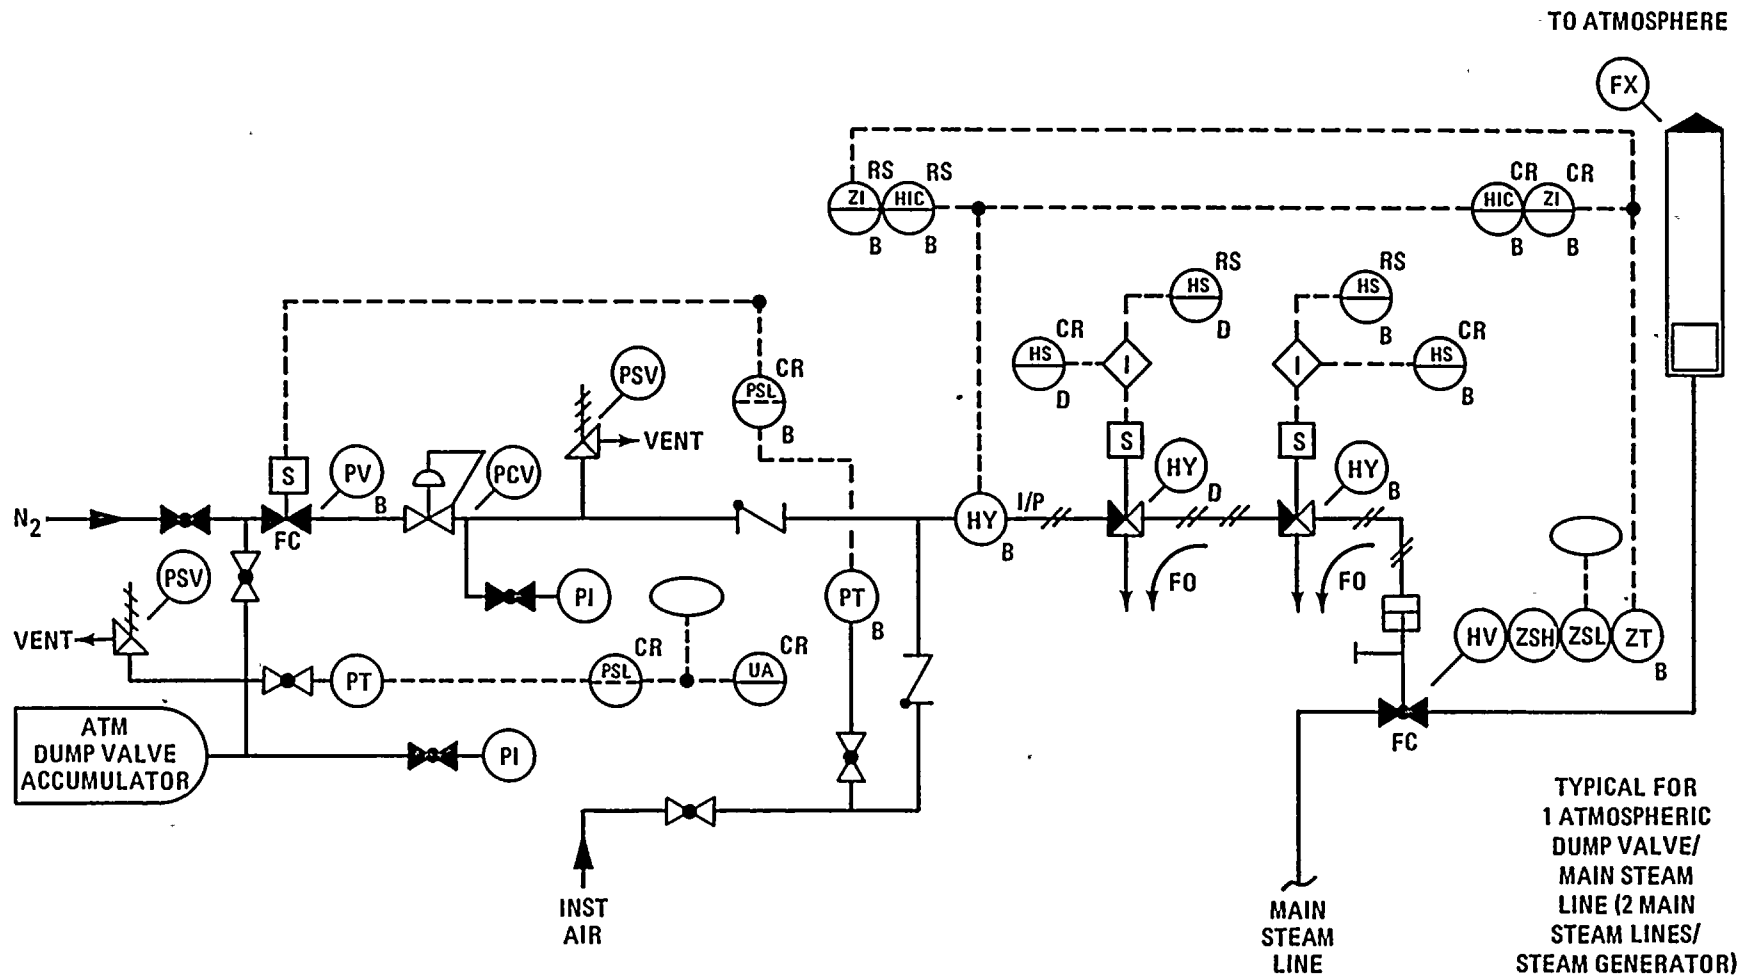 TO ATMOSPHERE
FX
RS RS
ZI HIC
B B
CR CR
HIC ZI
B B
HS RS
D
HS RS
B
CR
HS
D
CR
HS
B
PSV
VENT
CR
PSL
B
S
PV
B
PCV
S
HY
D
S
HY
B
N2
FC
HY
I/P
B
FO
FO
PSV
VENT
PI
PT
B
PT
CR
PSL
CR
UA
HV ZSH ZSL ZT
B
FC
ATM
DUMP VALVE
ACCUMULATOR
PI
INST
AIR
MAIN
STEAM
LINE
TYPICAL FOR
1 ATMOSPHERIC
DUMP VALVE/
MAIN STEAM
LINE (2 MAIN
STEAM LINES/
STEAM GENERATOR)